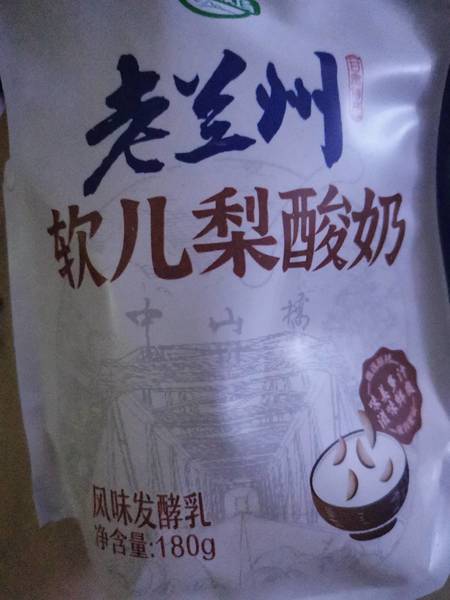 老兰州
软儿梨酸奶
中山桥
风味发酵乳
净含量:180g